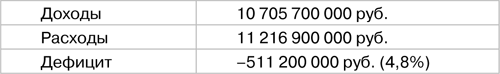 Доходы 10 705 700 000 руб.
Расходы 11 216 900 000 руб.
Дефицит –511 200 000 руб. (4,8%)